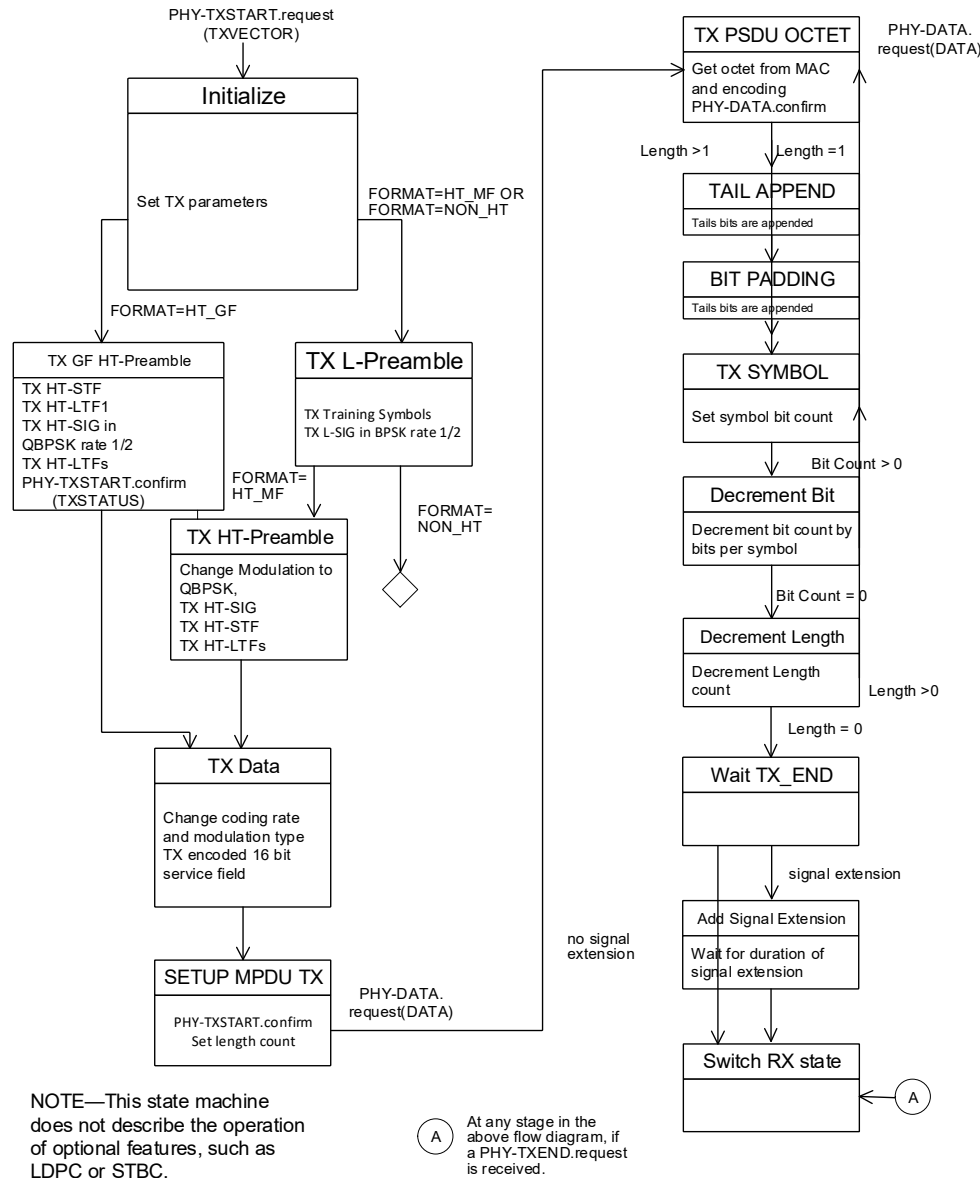 PHY-TXSTART.request
(TXVECTOR)
Initialize
Set TX parameters
FORMAT=HT_MF OR
FORMAT=NON_HT
FORMAT=HT_GF
TX GF HT-Preamble
TX HT-STF
TX HT-LTF1
TX HT-SIG in
QBPSK rate 1/2
TX HT-LTFs
PHY-TXSTART.confirm
(TXSTATUS)
TX L-Preamble
TX Training Symbols
TX L-SIG in BPSK rate 1/2
FORMAT=
HT_MF
FORMAT=
NON_HT
TX HT-Preamble
Change Modulation to
QBPSK,
TX HT-SIG
TX HT-STF
TX HT-LTFs
TX Data
Change coding rate
and modulation type
TX encoded 16 bit
service field
SETUP MPDU TX
PHY-TXSTART.confirm
Set length count
PHY-DATA.
request(DATA)
TX PSDU OCTET
Get octet from MAC
and encoding
PHY-DATA.confirm
PHY-DATA.
request(DATA)
Length >1
Length =1
TAIL APPEND
Tails bits are appended
BIT PADDING
Tails bits are appended
TX SYMBOL
Set symbol bit count
Bit Count > 0
Decrement Bit
Decrement bit count by
bits per symbol
Bit Count = 0
Decrement Length
Decrement Length
count
Length >0
Length = 0
Wait TX_END
signal extension
no signal
extension
Add Signal Extension
Wait for duration of
signal extension
Switch RX state
A
NOTE—This state machine
does not describe the operation
of optional features, such as
LDPC or STBC.
A
At any stage in the
above flow diagram, if
a PHY-TXEND.request
is received.